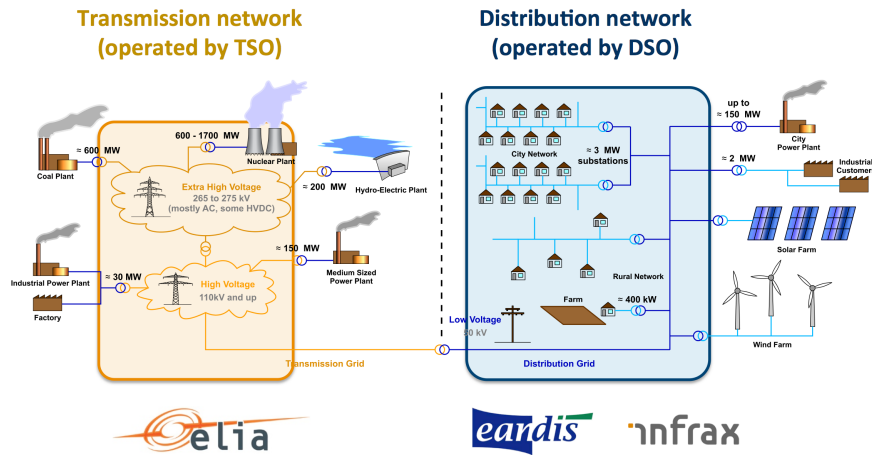 Transmission network
(operated by TSO)
Distribution network
(operated by DSO)
≈ 600 MW
Coal Plant
600 - 1700 MW
Nuclear Plant
Extra High Voltage
265 to 275 kV
(mostly AC, some HVDC)
≈ 200 MW
Hydro-Electric Plant
≈ 150 MW
Medium Sized
Power Plant
Industrial Power Plant
≈ 30 MW
Factory
High Voltage
110kV and up
Transmission Grid
City Network
≈ 3 MW
substations
up to
≈ 150 MW
City
Power Plant
≈ 2 MW
Industrial
Customer
Solar Farm
Rural Network
Farm
≈ 400 kW
Low Voltage
Wind Farm
Distribution Grid
elia
eandis
infrax